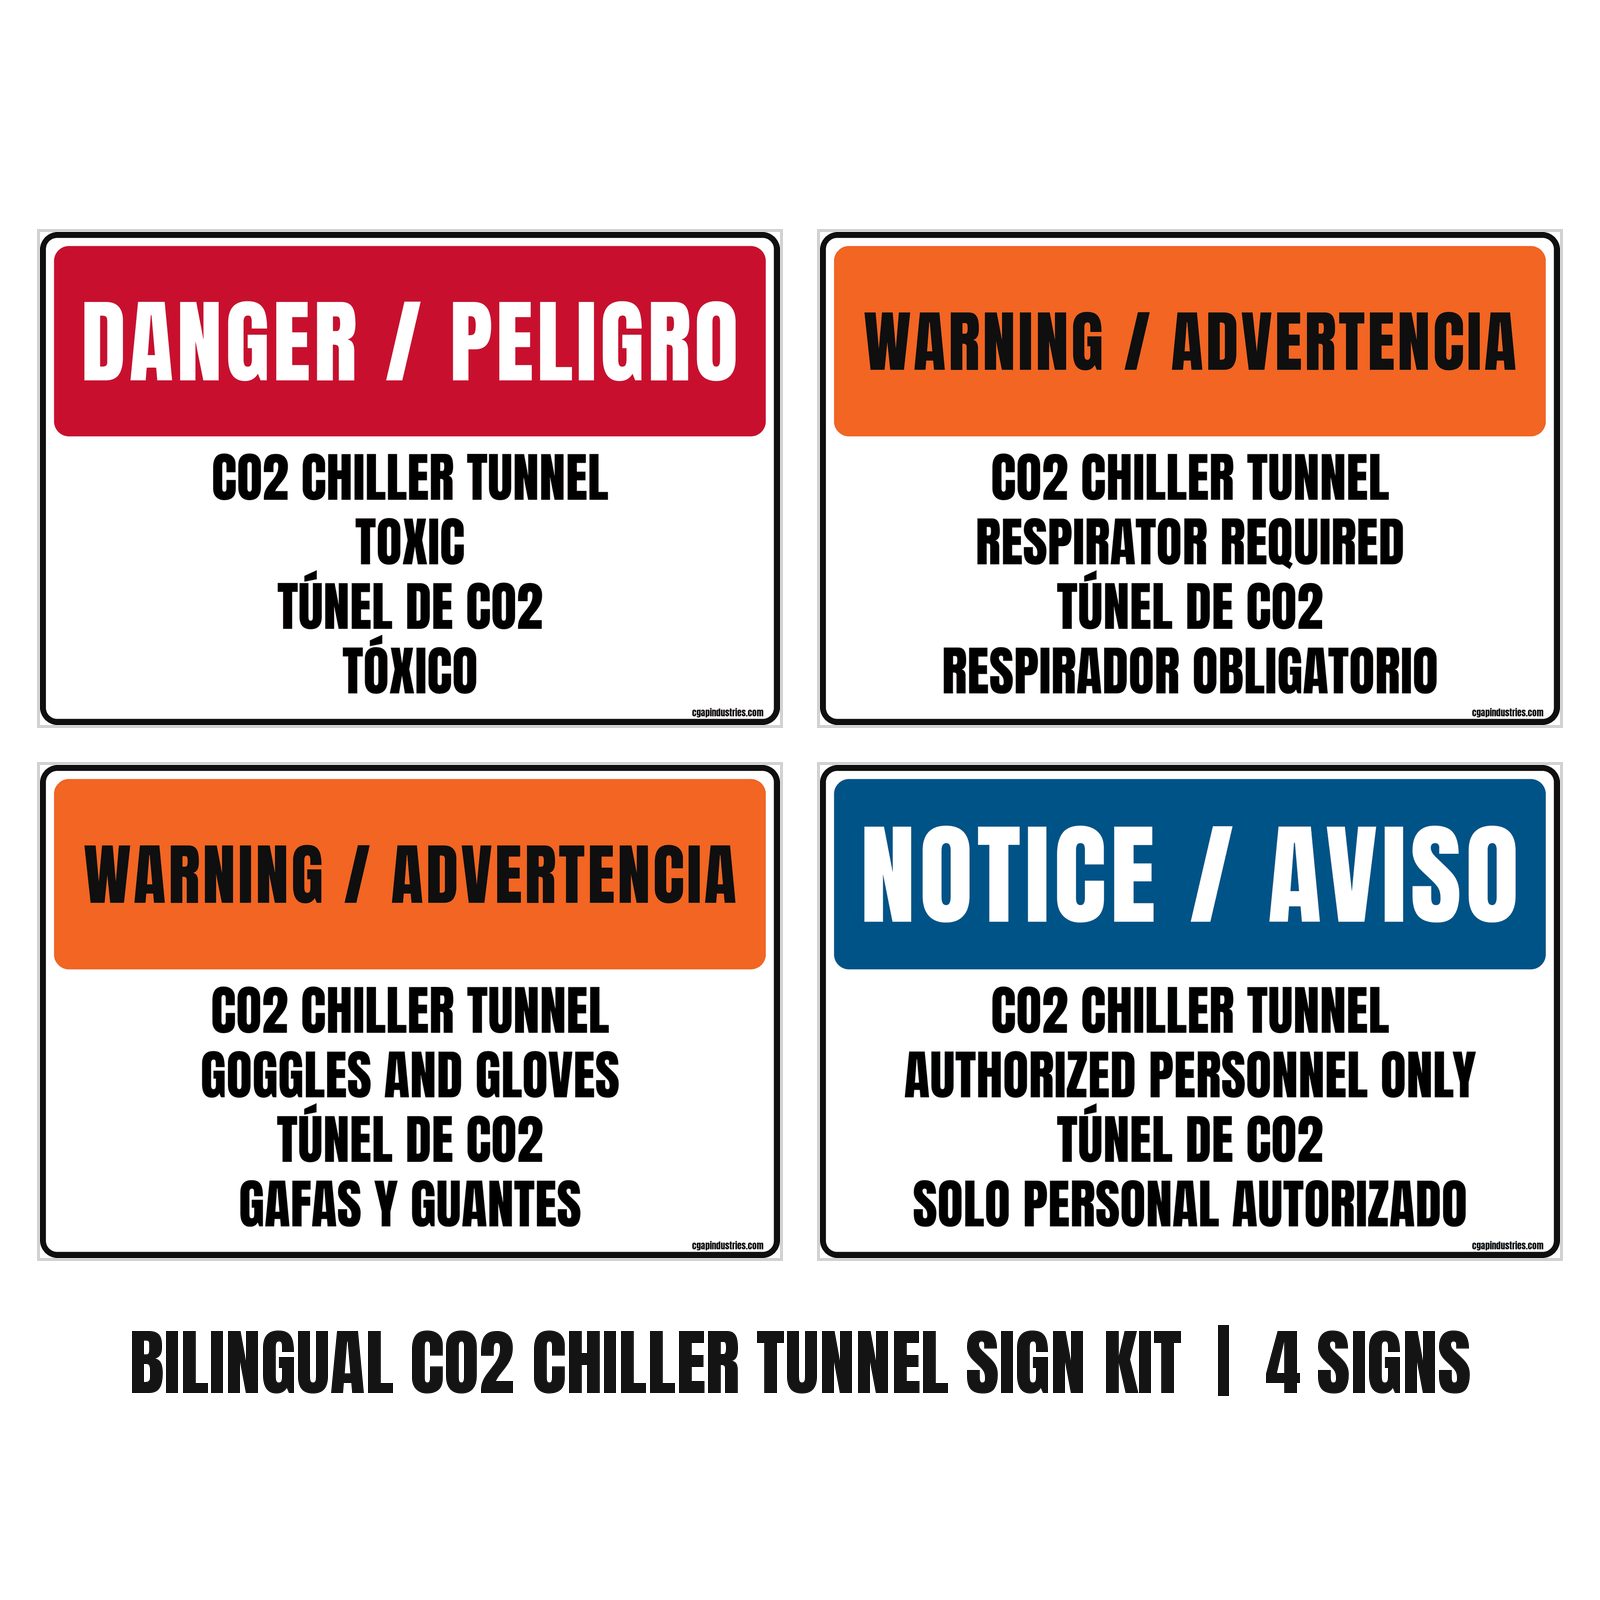 DANGER / PELIGRO
CO2 CHILLER TUNNEL
TOXIC
TÚNEL DE CO2
TÓXICO
cgapindustries.com
WARNING / ADVERTENCIA
CO2 CHILLER TUNNEL
RESPIRATOR REQUIRED
TÚNEL DE CO2
RESPIRADOR OBLIGATORIO
cgapindustries.com
WARNING / ADVERTENCIA
CO2 CHILLER TUNNEL
GOGGLES AND GLOVES
TÚNEL DE CO2
GAFAS Y GUANTES
cgapindustries.com
NOTICE / AVISO
CO2 CHILLER TUNNEL
AUTHORIZED PERSONNEL ONLY
TÚNEL DE CO2
SOLO PERSONAL AUTORIZADO
cgapindustries.com
BILINGUAL CO2 CHILLER TUNNEL SIGN KIT | 4 SIGNS